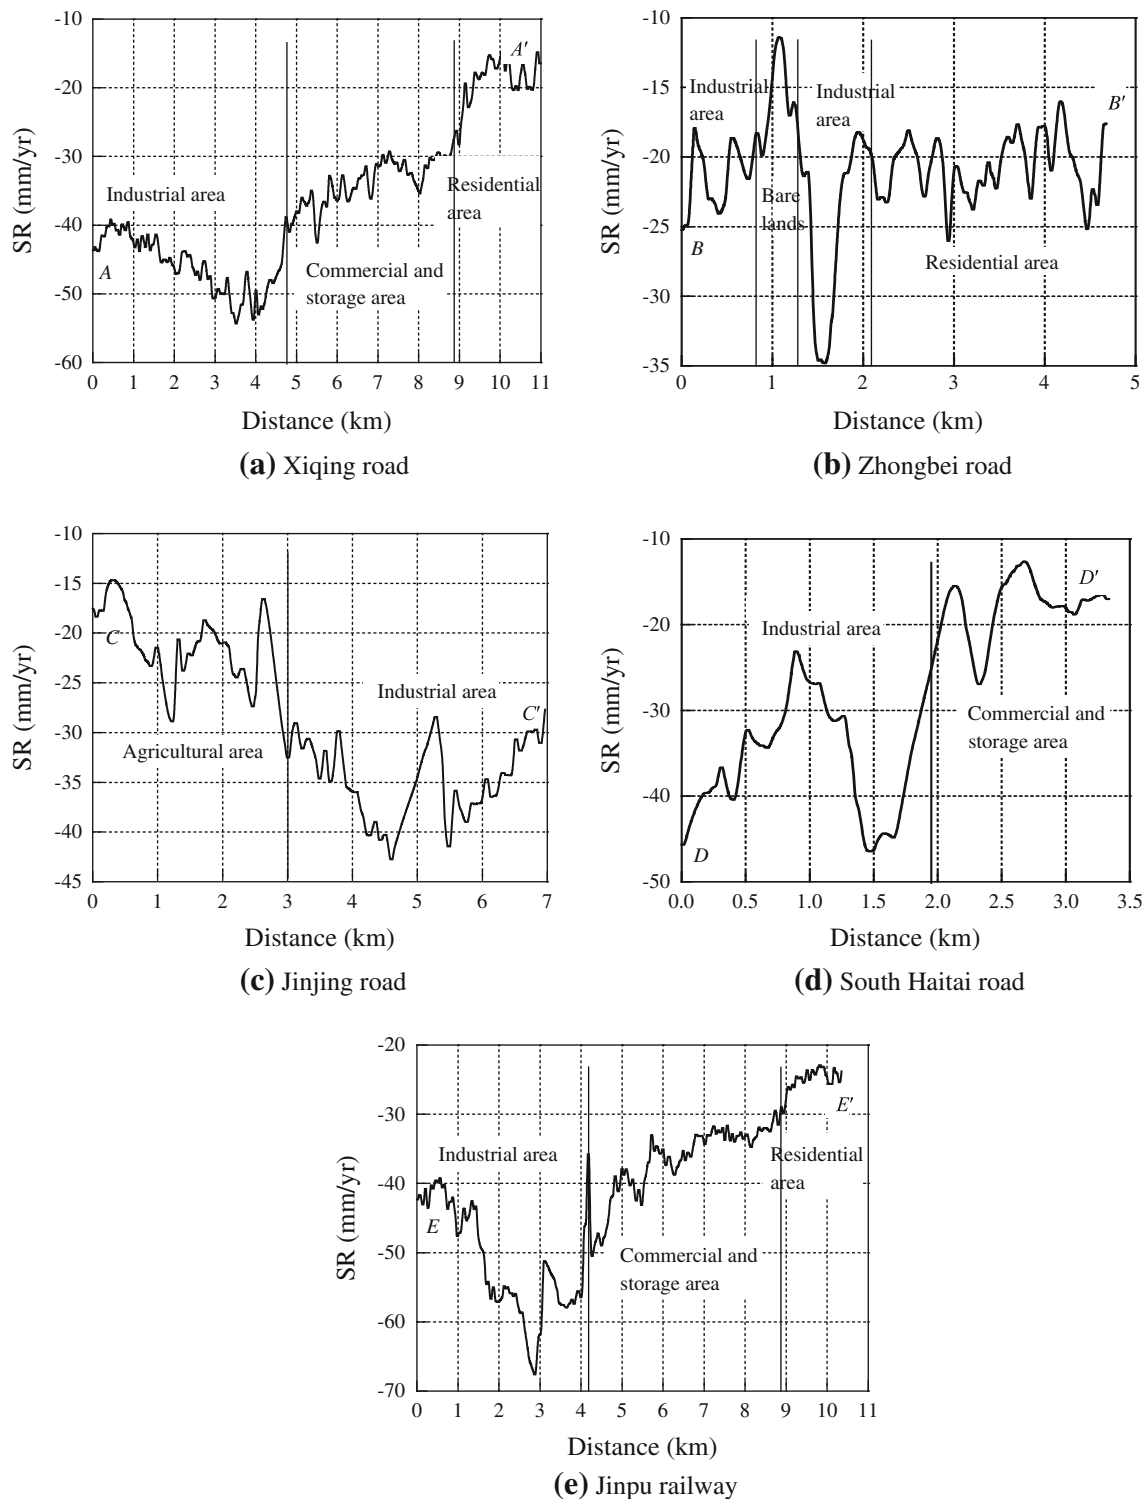 -10
-20
-30
-40
-50
-60
SR (mm/yr)
Industrial area
A
Commercial and
storage area
Residential
area
A'
0 1 2 3 4 5 6 7 8 9 10 11
Distance (km)
(a) Xiqing road
-10
-15
-20
-25
-30
-35
SR (mm/yr)
Industrial
area
Bare
lands
Industrial
area
Residential area
B
B'
0 1 2 3 4 5
Distance (km)
(b) Zhongbei road
-10
-15
-20
-25
-30
-35
-40
-45
SR (mm/yr)
C
Agricultural area
Industrial area
C'
0 1 2 3 4 5 6 7
Distance (km)
(c) Jinjing road
-10
-20
-30
-40
-50
SR (mm/yr)
Industrial area
D
Commercial and
storage area
D'
0.0 0.5 1.0 1.5 2.0 2.5 3.0 3.5
Distance (km)
(d) South Haitai road
-20
-30
-40
-50
-60
-70
SR (mm/yr)
Industrial area
E
Commercial and
storage area
Residential
area
E'
0 1 2 3 4 5 6 7 8 9 10 11
Distance (km)
(e) Jinpu railway